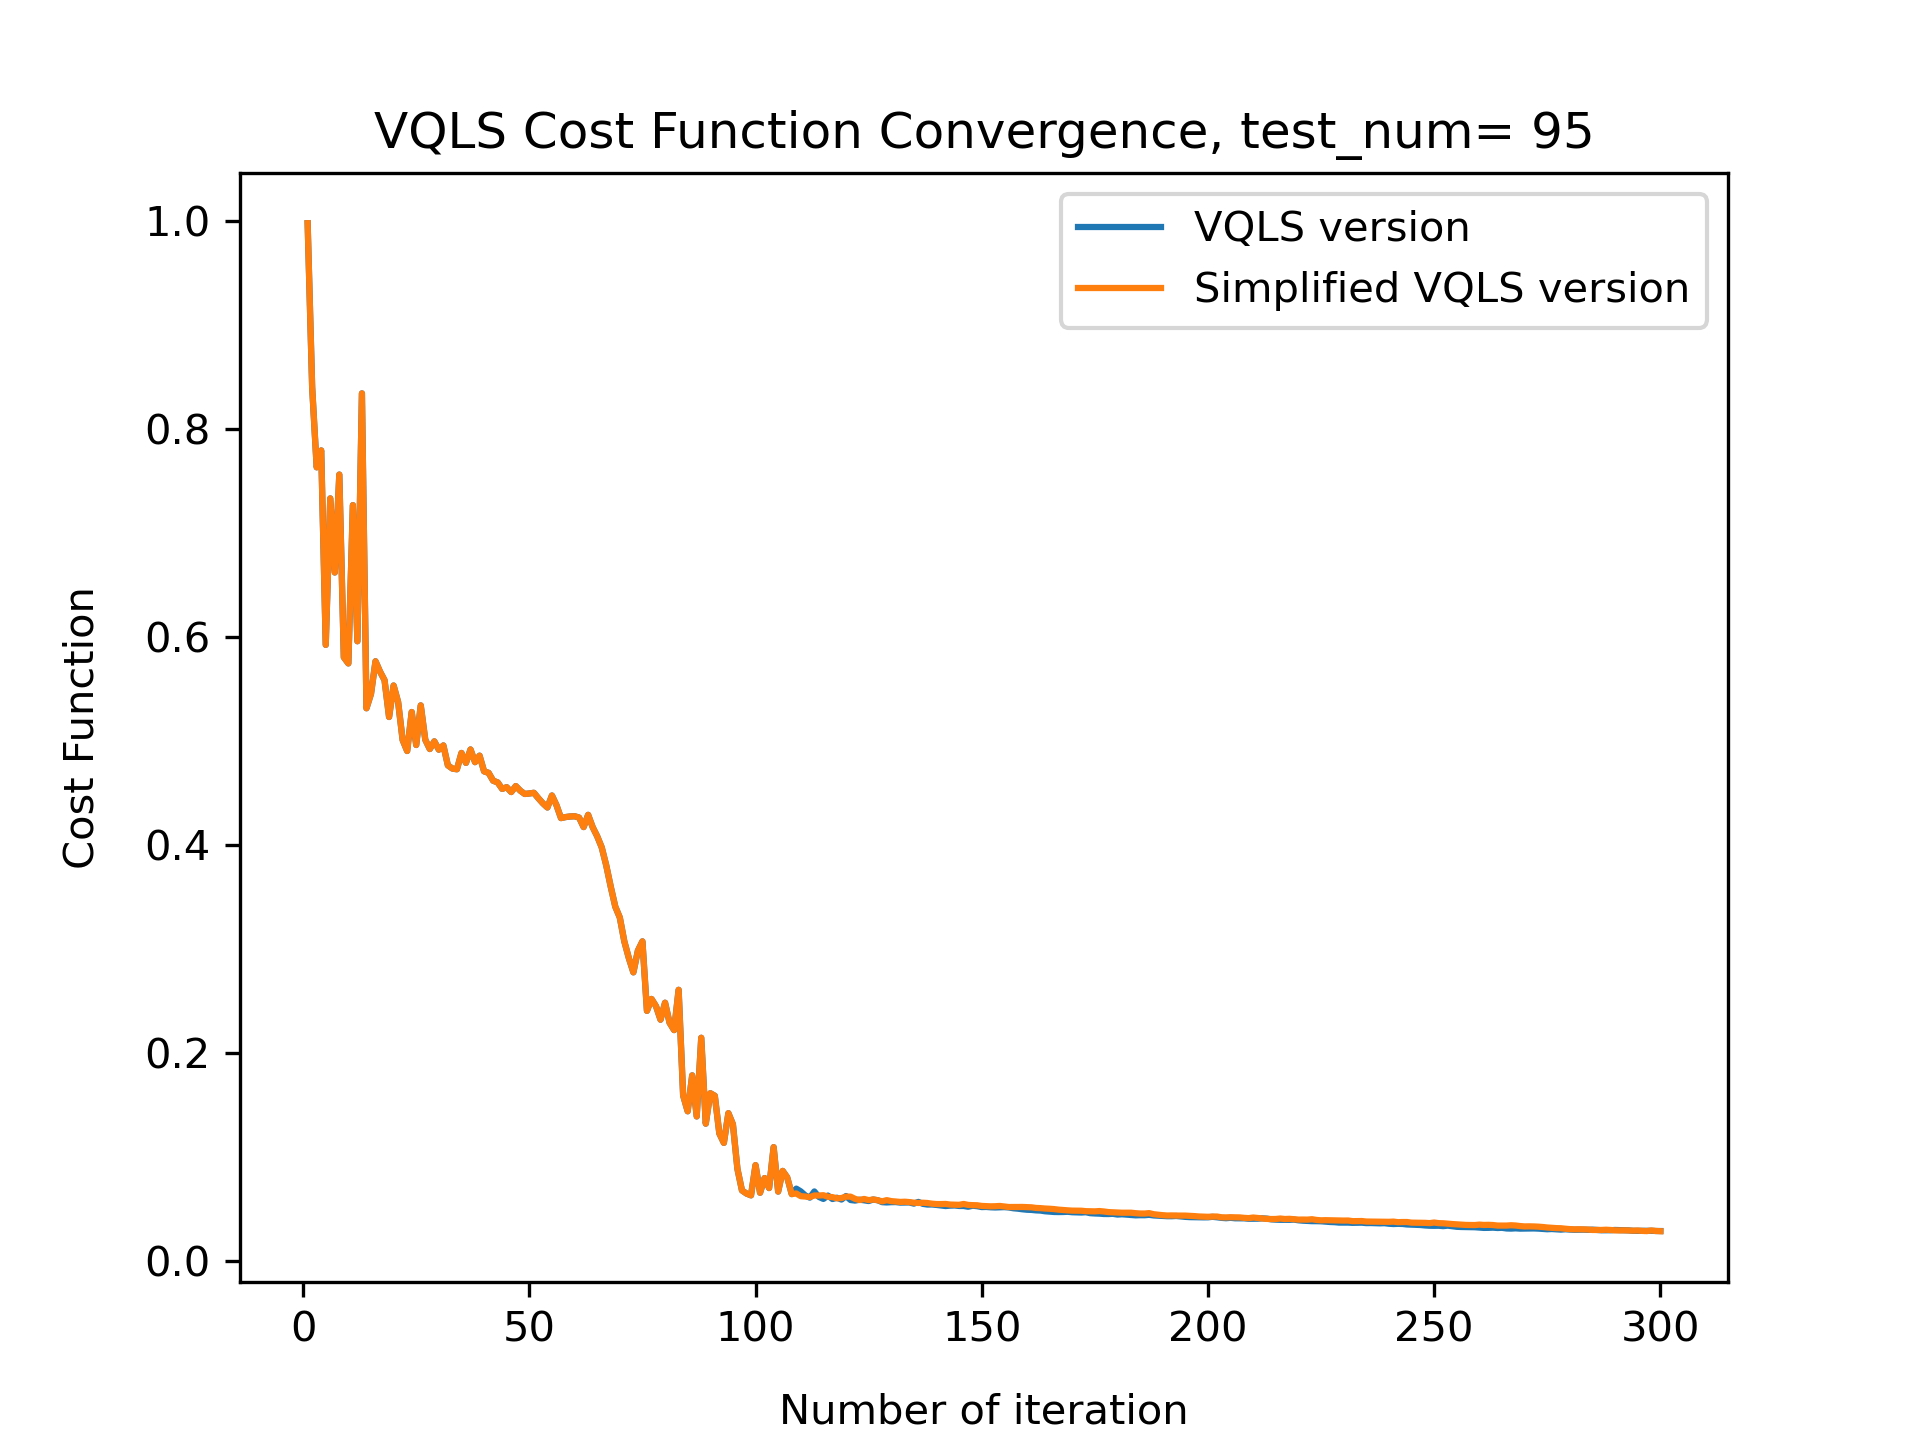 VQLS Cost Function Convergence, test_num= 95
VQLS version
Simplified VQLS version
Cost Function
1.0
0.8
0.6
0.4
0.2
0.0
0 50 100 150 200 250 300
Number of iteration